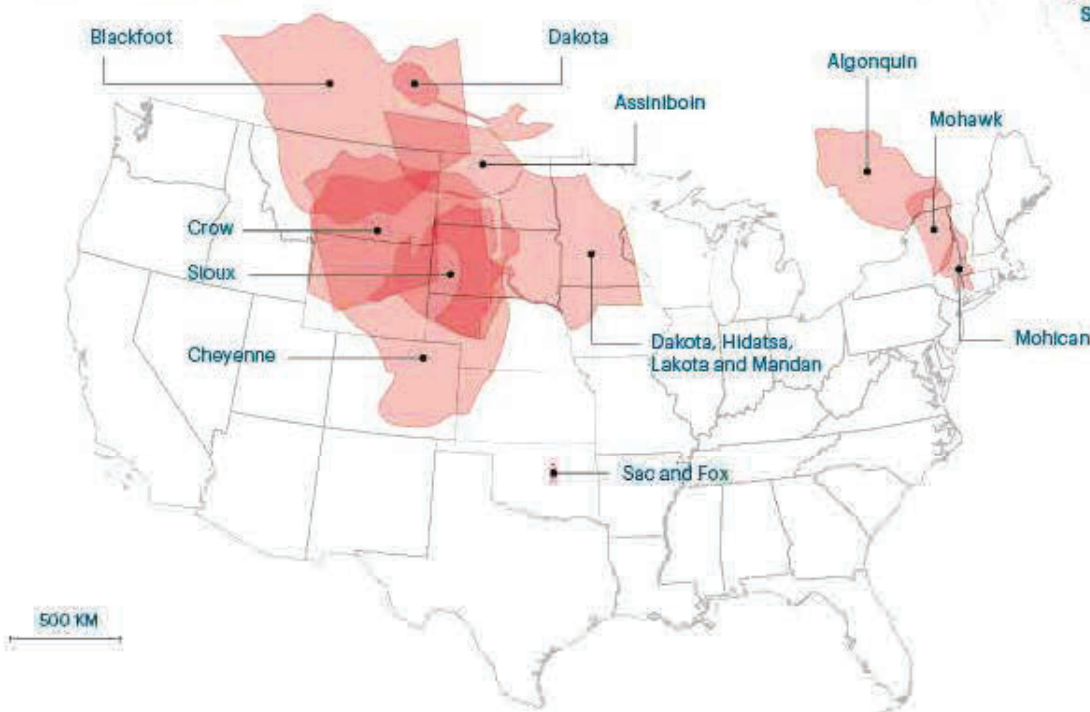 S
Blackfoot
Dakota
Algonquin
Assiniboin
Mohawk
Crow
Sioux
Dakota, Hidatsa,
Lakota and Mandan
Mohican
Cheyenne
Sac and Fox
500 KM